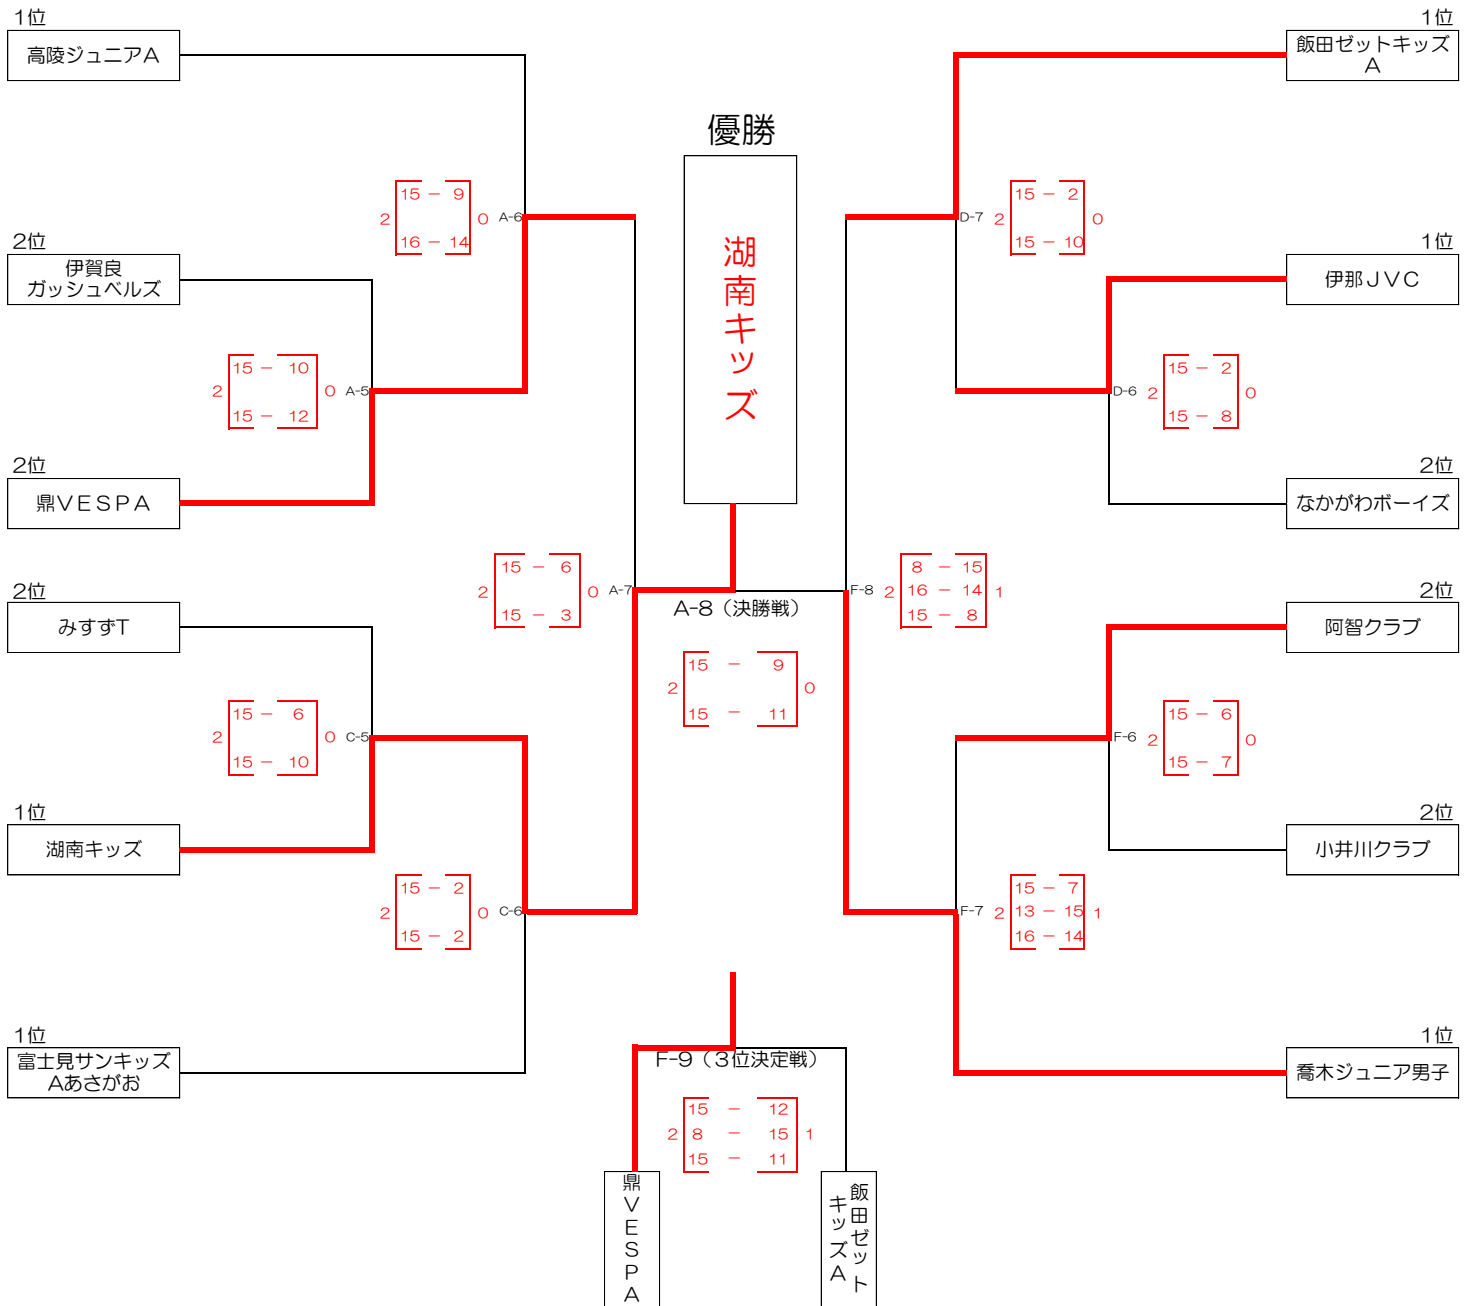 1位
高陵ジュニアA
2位
伊賀良
ガッシュベルズ
2位
鼎VESPA
2位
みすずT
1位
湖南キッズ
1位
富士見サンキッズ
Aあさがお
15 － 9
2 0 A-6
16 － 14
15 － 10
2 0 A-5
15 － 12
15 － 6
2 0 A-7
15 － 3
15 － 6
2 0 C-5
15 － 10
15 － 2
2 0 C-6
15 － 2
優勝
湖南キッズ
A-8（決勝戦）
15 － 9
2 0
15 － 11
F-9（3位決定戦）
15 － 12
2 8 － 15 1
15 － 11
鼎VESPA
飯田ゼット
キッズA
1位
飯田ゼットキッズ
A
1位
伊那JVC
2位
なかがわボーイズ
2位
阿智クラブ
2位
小井川クラブ
1位
喬木ジュニア男子
15 － 2
D-7 2 0
15 － 10
15 － 2
D-6 2 0
15 － 8
8 － 15
F-8 2 16 － 14 1
15 － 8
15 － 6
F-6 2 0
15 － 7
15 － 7
F-7 2 13 － 15 1
16 － 14